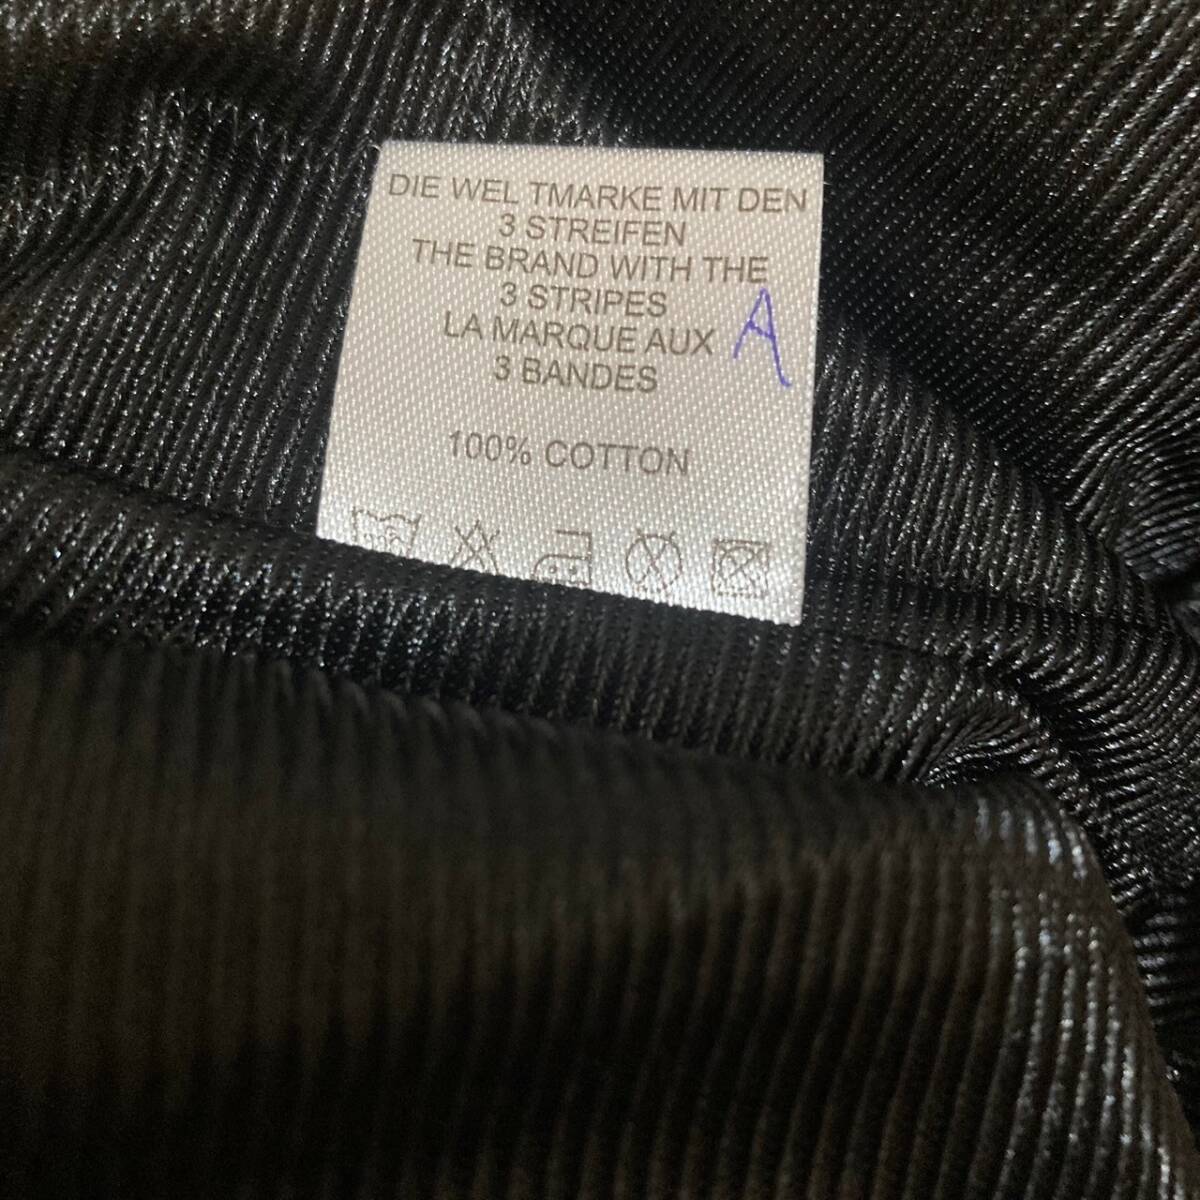 DIE WEL TMARKE MIT DEN
3 STREIFEN
THE BRAND WITH THE
3 STRIPES
LA MARQUE AUX
3 BANDES
A
100% COTTON